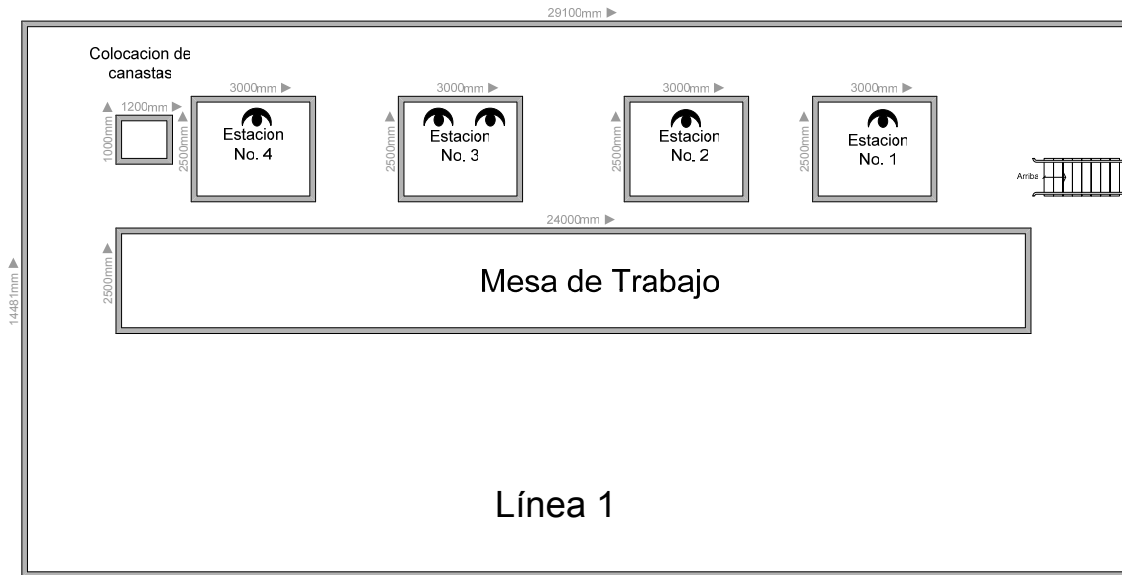 29100mm
Colocacion de
canastas
1200mm
1000mm
3000mm
2500mm
Estacion
No. 4
3000mm
2500mm
Estacion
No. 3
3000mm
2500mm
Estacion
No. 2
3000mm
2500mm
Estacion
No. 1
Arriba
24000mm
2500mm
Mesa de Trabajo
14481mm
Línea 1